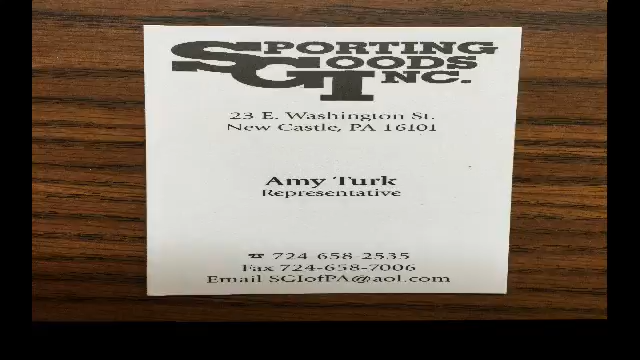 SPORTING
GOODS
INC.
23 E. Washington St.
New Castle, PA 16101
Amy Turk
Representative
☎ 724-658-2535
Fax 724-658-7006
Email SGIofPA@aol.com